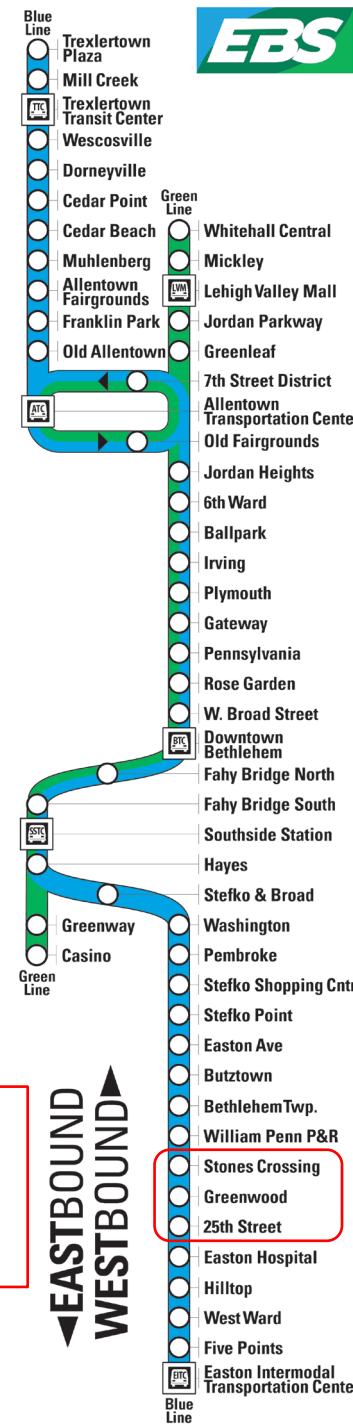 Blue
Line
EBS
Trexlertown
Plaza
Mill Creek
TTC
Trexlertown
Transit Center
Wescosville
Dorneyville
Cedar Point
Green
Line
Cedar Beach
Whitehall Central
Muhlenberg
Mickley
Allentown
Fairgrounds
LVM
Lehigh Valley Mall
Franklin Park
Jordan Parkway
Old Allentown
Greenleaf
7th Street District
ATC
Allentown
Transportation Cente
Old Fairgrounds
Jordan Heights
6th Ward
Ballpark
Irving
Plymouth
Gateway
Pennsylvania
Rose Garden
W. Broad Street
BTC
Downtown
Bethlehem
Fahy Bridge North
Fahy Bridge South
SSTC
Southside Station
Hayes
Stefko & Broad
Greenway
Washington
Casino
Pembroke
Green
Line
Stefko Shopping Cntr
Stefko Point
Easton Ave
Butztown
Bethlehem Twp.
William Penn P&R
Stones Crossing
Greenwood
25th Street
EASTBOUND
WESTBOUND
Easton Hospital
Hilltop
West Ward
Five Points
EITC
Easton Intermodal
Transportation Cente
Blue
Line